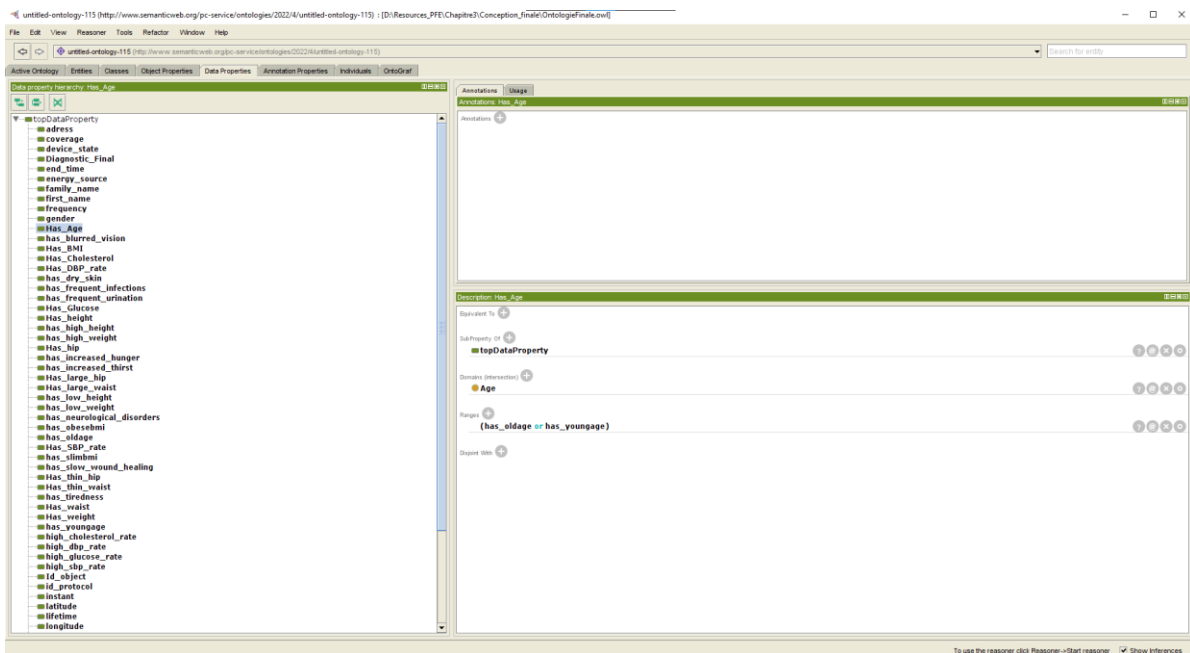 untitled-ontology-115 (http://www.semanticweb.org/pc-service/ontologies/2022/4/untitled-ontology-115) : [D:\Resources_PFE\Chapitre3\Conception_finale\OntologieFinale.owl]
File Edit View Reasoner Tools Refactor Window Help
untitled-ontology-115 (http://www.semanticweb.org/pc-service/ontologies/2022/4/untitled-ontology-115)
Search for entity
Active Ontology Entities Classes Object Properties Data Properties Annotation Properties Individuals OntoGraf
Data property hierarchy: Has_Age
topDataProperty
adress
coverage
device_state
Diagnostic_Final
end_time
energy_source
family_name
first_name
frequency
gender
Has_Age
has_blurred_vision
Has_BMI
Has_Cholesterol
Has_DBP_rate
has_dry_skin
has_frequent_infections
has_frequent_urination
Has_Glucose
Has_height
has_high_height
has_high_weight
Has_hip
has_increased_hunger
has_increased_thirst
Has_large_hip
Has_large_waist
has_low_height
has_low_weight
has_neurological_disorders
has_obesebmi
has_oldage
Has_SBP_rate
has_slimbmi
has_slow_wound_healing
Has_thin_hip
Has_thin_waist
has_tiredness
Has_waist
Has_weight
has_youngage
high_cholesterol_rate
high_dbp_rate
high_glucose_rate
high_sbp_rate
Id_object
id_protocol
instant
latitude
lifetime
longitude
Annotations Usage
Annotations: Has_Age
Annotations
Description: Has_Age
Equivalent To
SubProperty Of
topDataProperty
Domains (intersection)
Age
Ranges
(has_oldage or has_youngage)
Disjoint With
To use the reasoner click Reasoner->Start reasoner Show Inferences